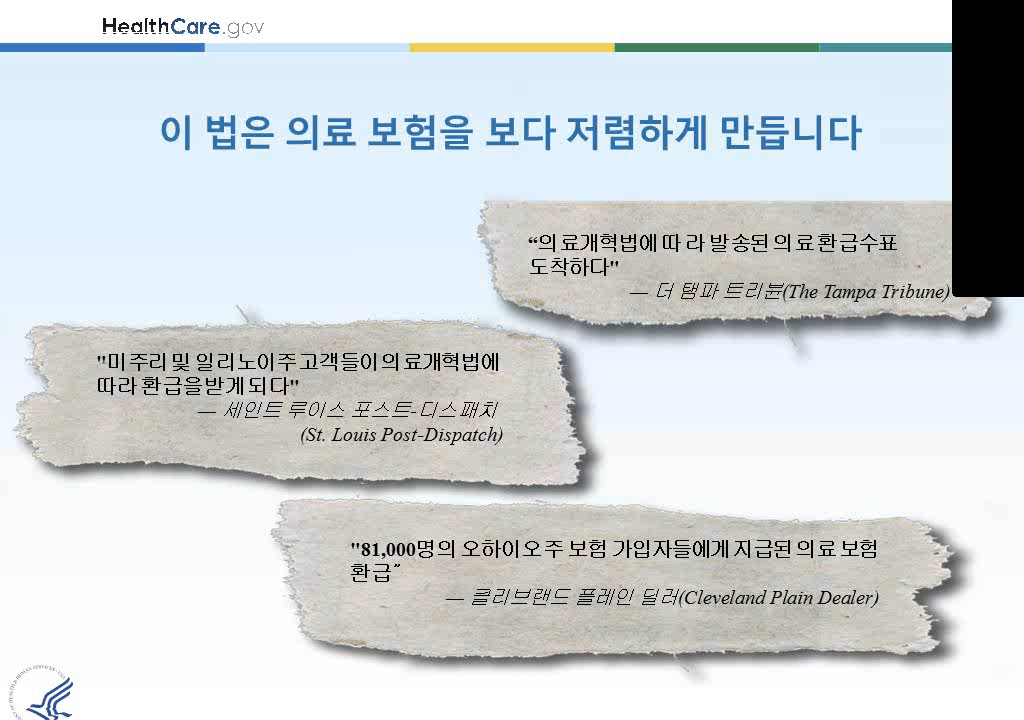 HealthCare.gov
이 법은 의료 보험을 보다 저렴하게 만듭니다
“의료개혁법에 따라 발송된 의료 환급수표
도착하다"
— 더 탬파 트리뷴(The Tampa Tribune)
"미주리 및 일리노이주 고객들이 의료개혁법에
따라 환급을 받게 되다"
— 세인트 루이스 포스트-디스패치
(St. Louis Post-Dispatch)
"81,000명의 오하이오주 보험 가입자들에게 지급된 의료 보험
환급”
— 클리브랜드 플레인 딜러(Cleveland Plain Dealer)